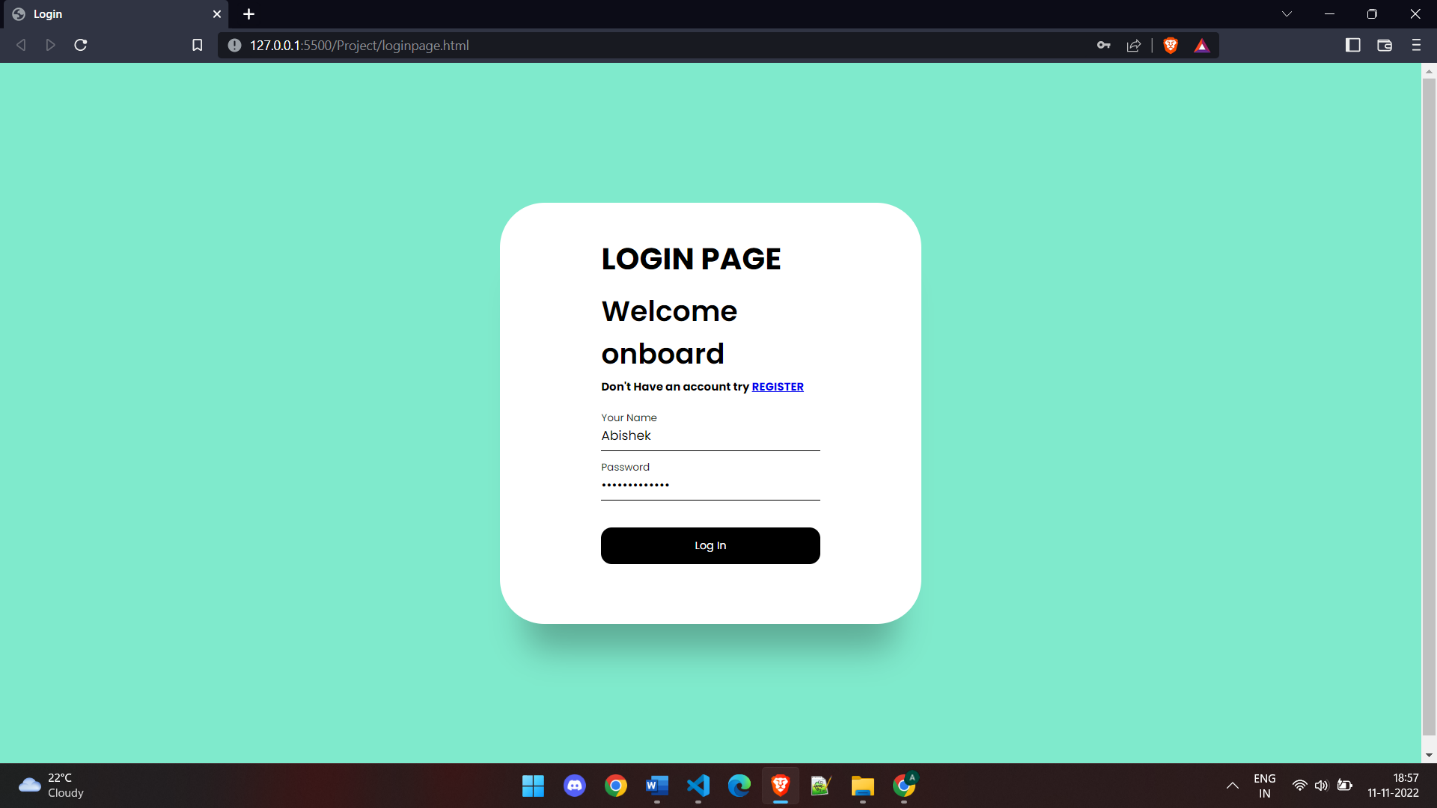 Login
127.0.0.1:5500/Project/loginpage.html
LOGIN PAGE
Welcome
onboard
Don't Have an account try REGISTER
Your Name
Abishek
Password
•••••••••••••
Log In
22°C
Cloudy
ENG
IN
18:57
11-11-2022
A